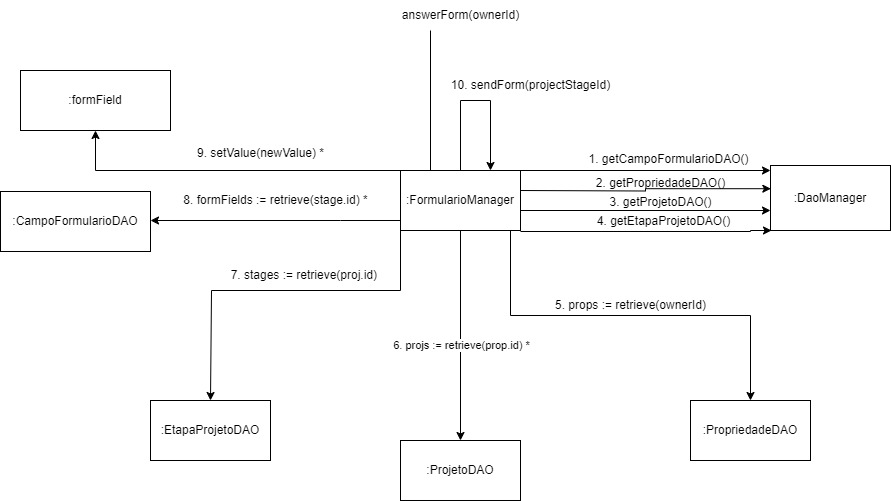 answerForm(ownerId)
10. sendForm(projectStageId)
:formField
9. setValue(newValue) *
1. getCampoFormularioDAO()
2. getPropriedadeDAO()
8. formFields := retrieve(stage.id) *
:FormularioManager
3. getProjetoDAO()
:DaoManager
:CampoFormularioDAO
4. getEtapaProjetoDAO()
7. stages := retrieve(proj.id)
5. props := retrieve(ownerId)
6. projs := retrieve(prop.id) *
:EtapaProjetoDAO
:PropriedadeDAO
:ProjetoDAO